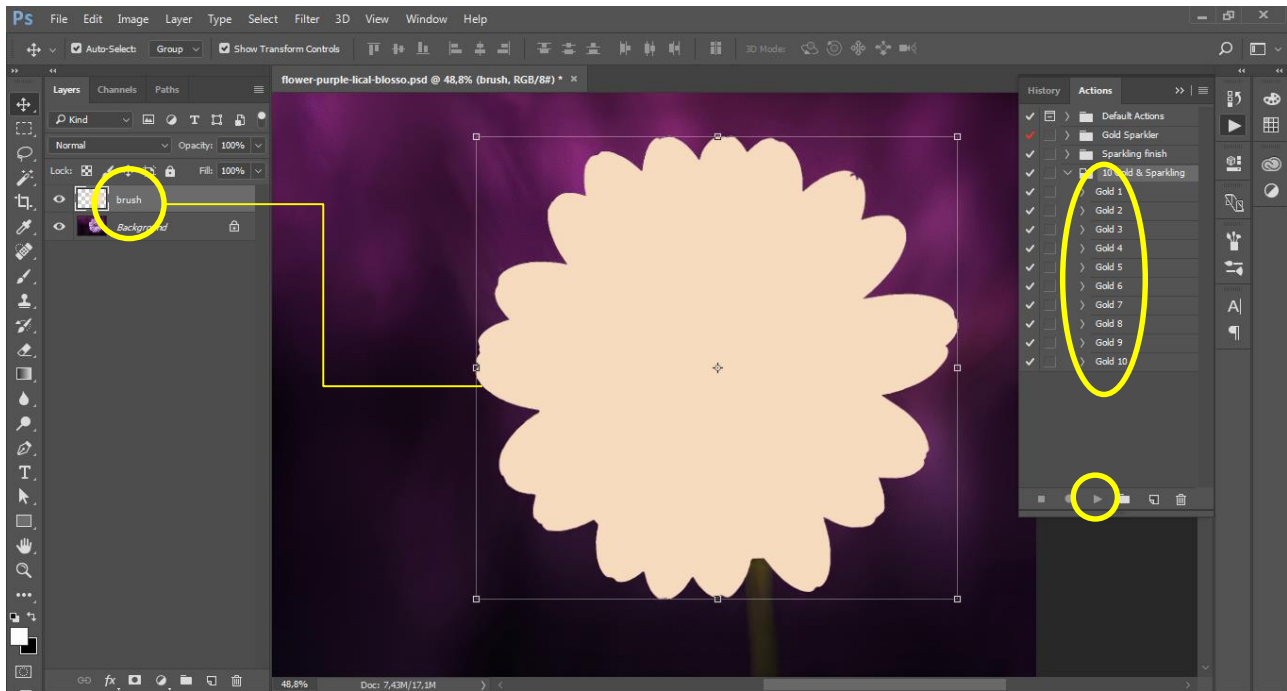 Ps File Edit Image Layer Type Select Filter 3D View Window Help
Auto-Select: Group Show Transform Controls 3D Mode:
flower-purple-lical-blosso.psd @ 48,8% (brush, RGB/8#) * ×
Layers Channels Paths
Kind
Normal Opacity: 100%
Lock: Fill: 100%
brush
Background
fx
48,8% Doc: 7,43M/17,1M
History Actions
Default Actions
Gold Sparkler
Sparkling finish
10 Gold & Sparkling
Gold 1
Gold 2
Gold 3
Gold 4
Gold 5
Gold 6
Gold 7
Gold 8
Gold 9
Gold 10